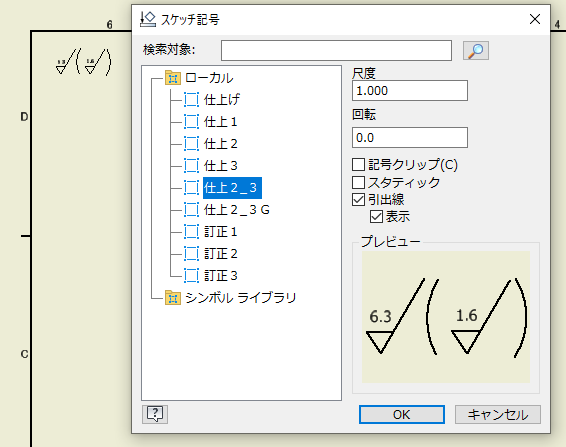 6
4
スケッチ記号
検索対象:
ローカル
仕上げ
仕上１
仕上２
仕上３
仕上２_３
仕上２_３Ｇ
訂正１
訂正２
訂正３
シンボル ライブラリ
尺度
1.000
回転
0.0
記号クリップ(C)
スタティック
引出線
表示
プレビュー
6.3 ( 1.6 )
OK
キャンセル
6.3 ( 1.6 )
D
C